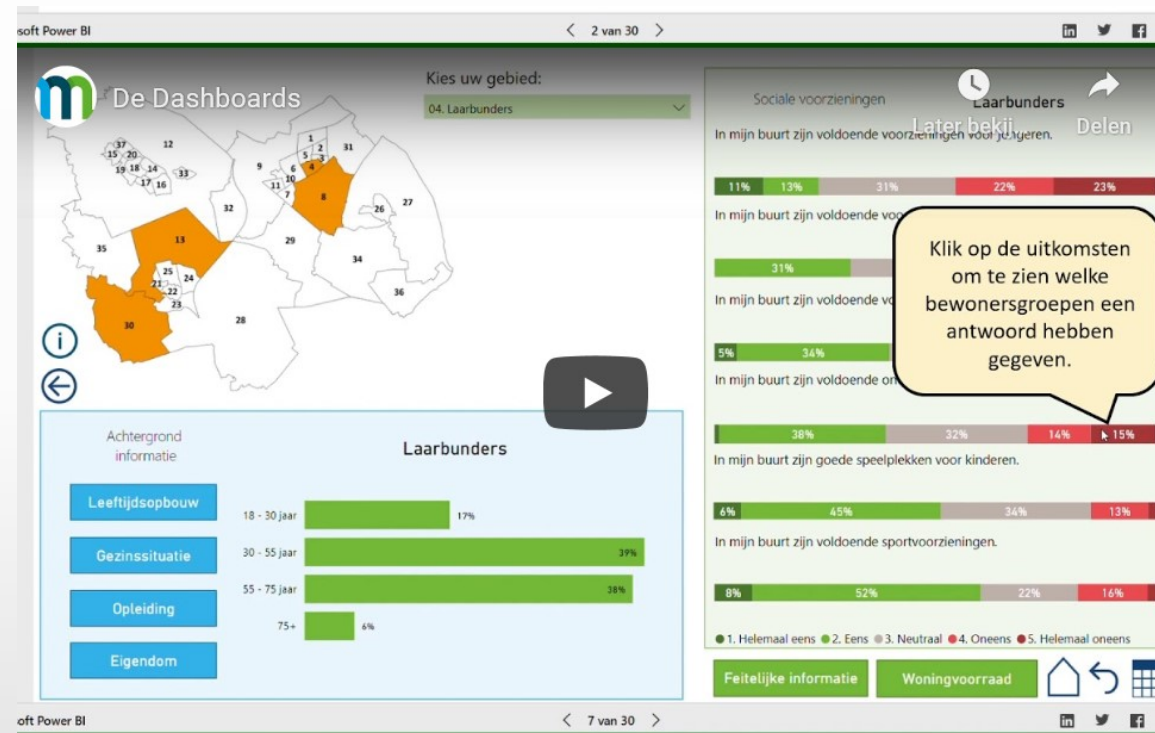 soft Power BI
2 van 30
De Dashboards
Kies uw gebied:
04. Laarbunders
Later bekij...
Delen
37
12
15
20
19
18
14
33
17
16
1
2
31
5
3
9
6
4
10
11
7
8
26
27
32
13
29
35
34
25
24
21
22
23
36
30
28
i
Achtergrond
informatie
Laarbunders
Leeftijdsopbouw
Gezinssituatie
Opleiding
Eigendom
18 - 30 jaar
17%
30 - 55 jaar
39%
55 - 75 jaar
38%
75+
6%
Sociale voorzieningen
Laarbunders
In mijn buurt zijn voldoende voorzieningen voor jongeren.
11% 13% 31% 22% 23%
In mijn buurt zijn voldoende voo
31%
In mijn buurt zijn voldoende vo
5% 34%
In mijn buurt zijn voldoende on
38% 32% 14% 15%
In mijn buurt zijn goede speelplekken voor kinderen.
6% 45% 34% 13%
In mijn buurt zijn voldoende sportvoorzieningen.
8% 52% 22% 16%
1. Helemaal eens 2. Eens 3. Neutraal 4. Oneens 5. Helemaal oneens
Klik op de uitkomsten
om te zien welke
bewonersgroepen een
antwoord hebben
gegeven.
Feitelijke informatie
Woningvoorraad
oft Power BI
7 van 30